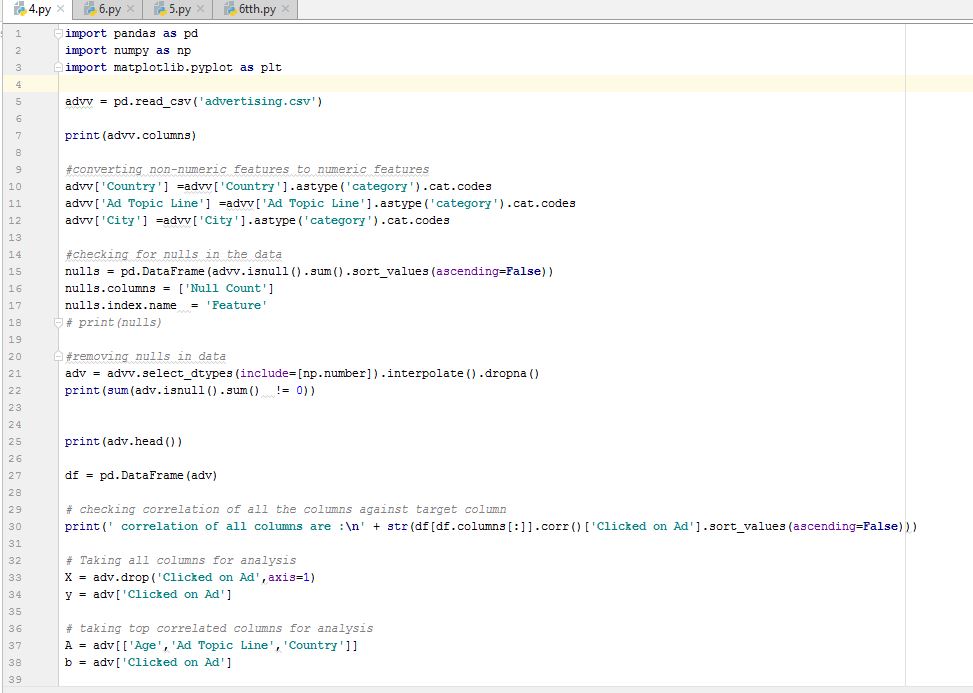 4.py 6.py 5.py 6tth.py
1 import pandas as pd
2 import numpy as np
3 import matplotlib.pyplot as plt
4
5 advv = pd.read_csv('advertising.csv')
6
7 print(advv.columns)
8
9 #converting non-numeric features to numeric features
10 advv['Country'] =advv['Country'].astype('category').cat.codes
11 advv['Ad Topic Line'] =advv['Ad Topic Line'].astype('category').cat.codes
12 advv['City'] =advv['City'].astype('category').cat.codes
13
14 #checking for nulls in the data
15 nulls = pd.DataFrame(advv.isnull().sum().sort_values(ascending=False))
16 nulls.columns = ['Null Count']
17 nulls.index.name  = 'Feature'
18 # print(nulls)
19
20 #removing nulls in data
21 adv = advv.select_dtypes(include=[np.number]).interpolate().dropna()
22 print(sum(adv.isnull().sum()  != 0))
23
24
25 print(adv.head())
26
27 df = pd.DataFrame(adv)
28
29 # checking correlation of all the columns against target column
30 print(' correlation of all columns are :\n' + str(df[df.columns[:]].corr()['Clicked on Ad'].sort_values(ascending=False)))
31
32 # Taking all columns for analysis
33 X = adv.drop('Clicked on Ad',axis=1)
34 y = adv['Clicked on Ad']
35
36 # taking top correlated columns for analysis
37 A = adv[['Age','Ad Topic Line','Country']]
38 b = adv['Clicked on Ad']
39